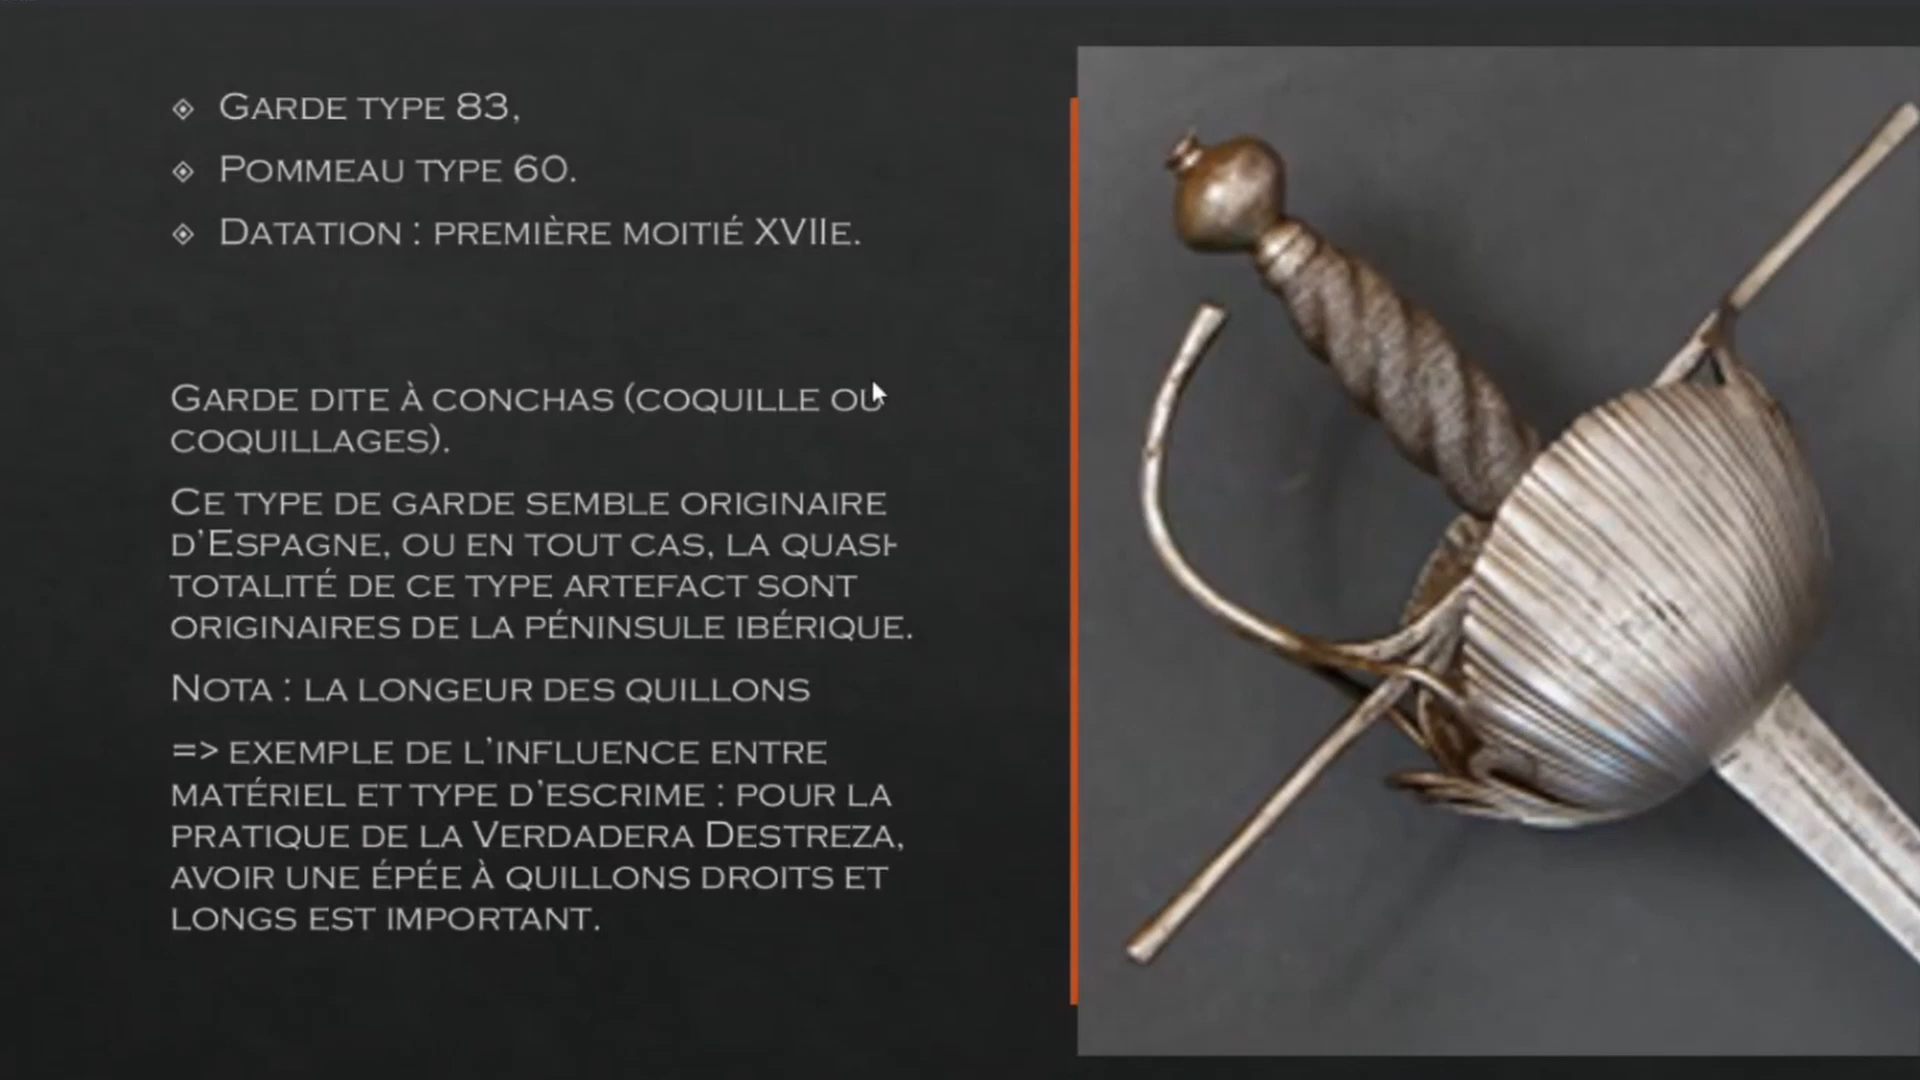 Garde type 83,
Pommeau type 60.
Datation : première moitié XVIIe.
Garde dite à conchas (coquille ou
coquillages).
Ce type de garde semble originaire
d'Espagne, ou en tout cas, la quasi-
totalité de ce type artefact sont
originaires de la péninsule ibérique.
Nota : la longeur des quillons
=> exemple de l'influence entre
matériel et type d'escrime : pour la
pratique de la Verdadera Destreza,
avoir une épée à quillons droits et
longs est important.